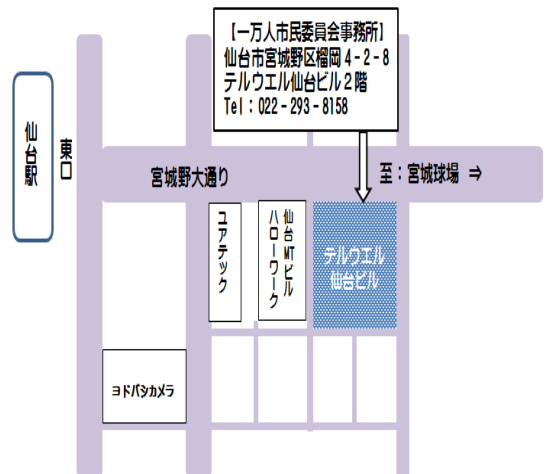 【一万人市民委員会事務所】
仙台市宮城野区榴岡4-2-8
テルウエル仙台ビル2階
Tel：022-293-8158
仙台駅
東口
宮城野大通り
至：宮城球場 ⇒
ユアテック
仙台MTビル
ハローワーク
テルウエル
仙台ビル
ヨドバシカメラ